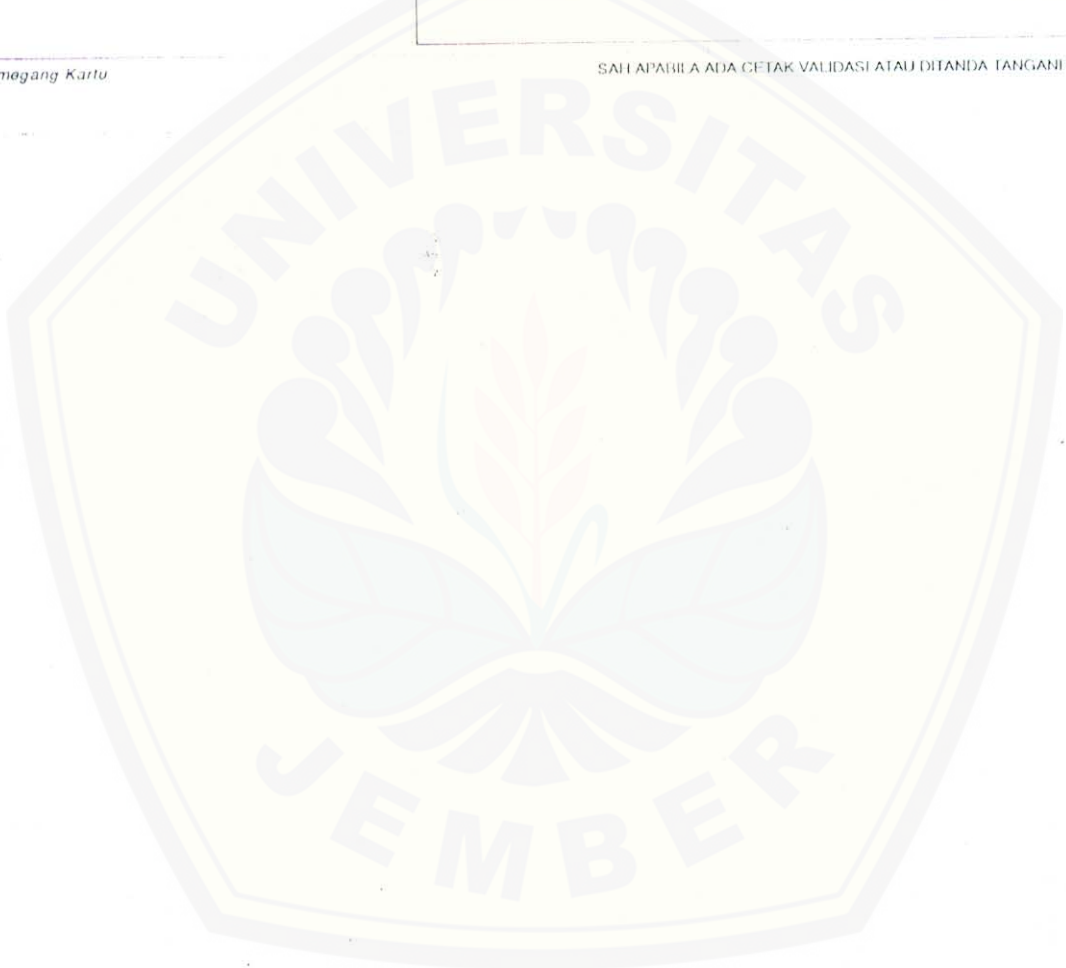 megang Kartu
SAH APABILA ADA CETAK VALIDASI ATAU DITANDA TANGANI
UNIVERSITAS
JEMBER